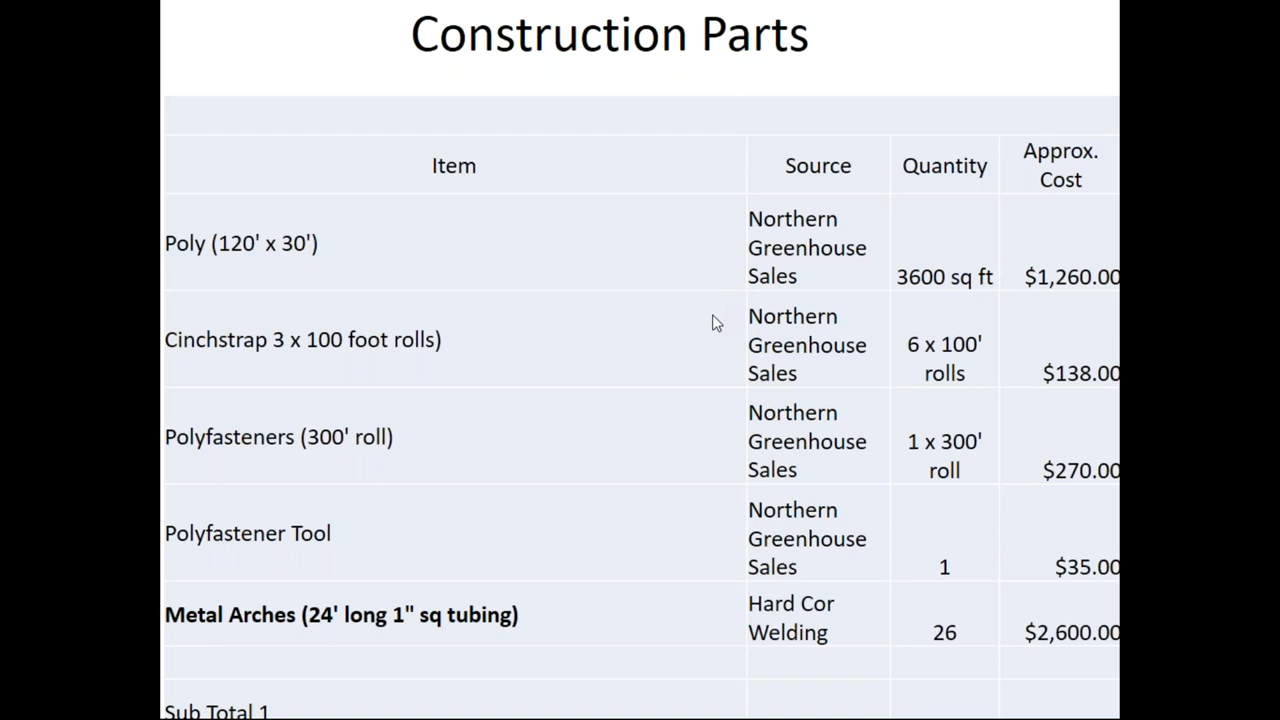 Construction Parts
Item
Source
Quantity
Approx.
Cost
Poly (120' x 30')
Northern
Greenhouse
Sales
3600 sq ft
$1,260.00
Cinchstrap 3 x 100 foot rolls)
Northern
Greenhouse
Sales
6 x 100'
rolls
$138.00
Polyfasteners (300' roll)
Northern
Greenhouse
Sales
1 x 300'
roll
$270.00
Polyfastener Tool
Northern
Greenhouse
Sales
1
$35.00
Metal Arches (24' long 1" sq tubing)
Hard Cor
Welding
26
$2,600.00
Sub Total 1